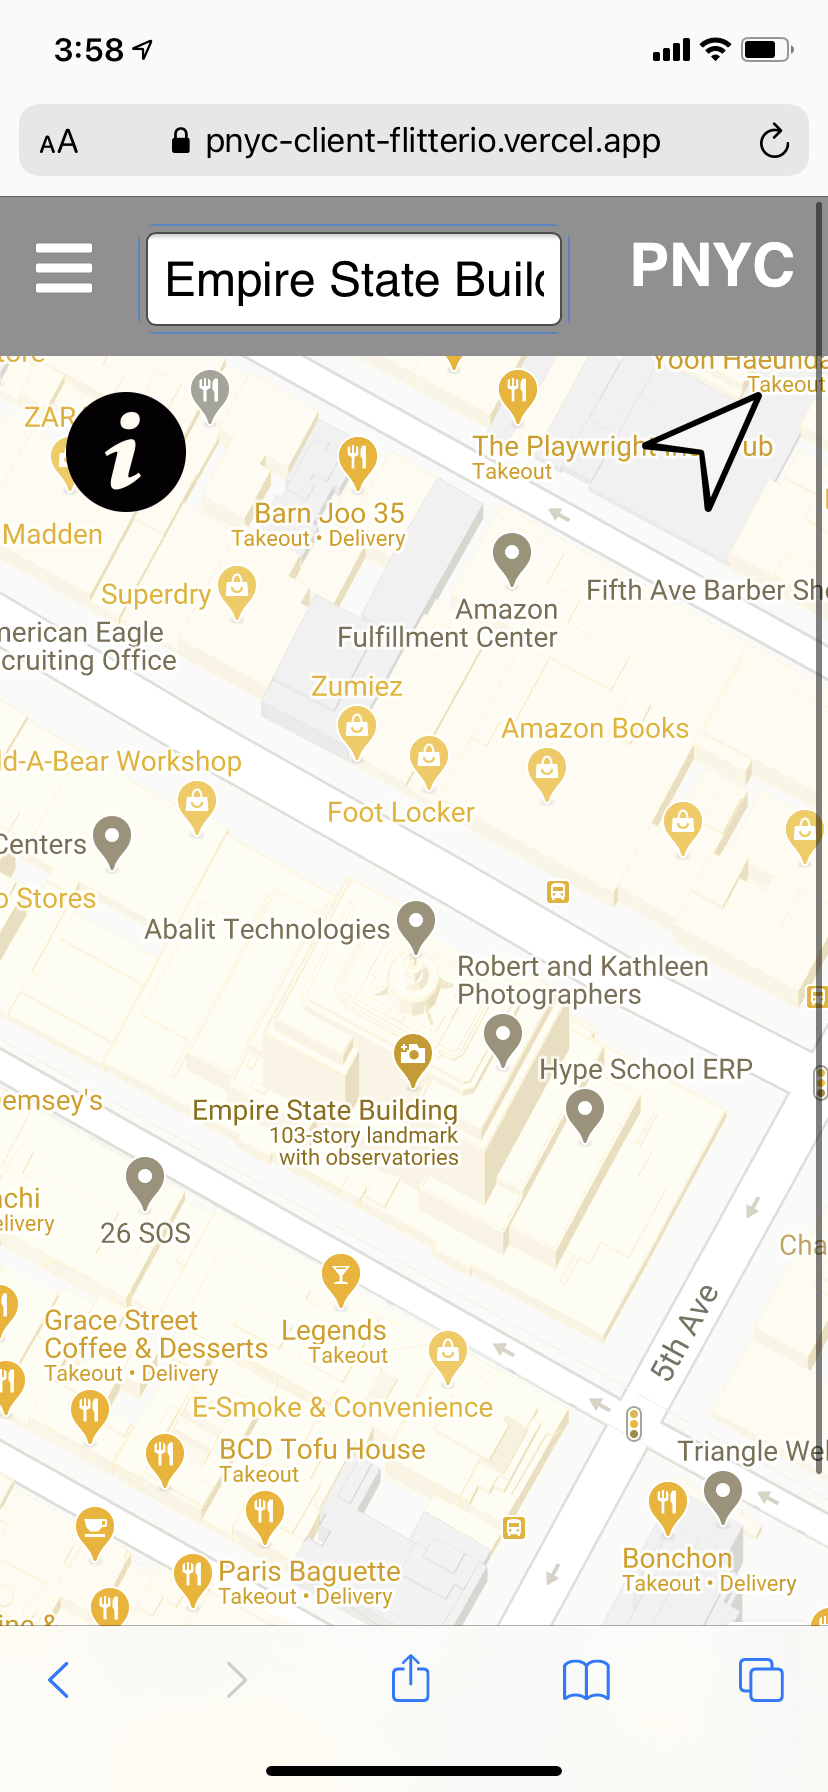 3:58
AA
pnyc-client-flitterio.vercel.app
Empire State Build
PNYC
Yoon Haeunda
Takeout
ZAR
The Playwright
ub
Takeout
Barn Joo 35
Takeout • Delivery
Madden
Superdry
Amazon
Fulfillment Center
Fifth Ave Barber Sh
merican Eagle
cruiting Office
Zumiez
Amazon Books
ld-A-Bear Workshop
Foot Locker
Centers
o Stores
Abalit Technologies
Robert and Kathleen
Photographers
Hype School ERP
emsey's
Empire State Building
103-story landmark
with observatories
achi
elivery
26 SOS
Cha
5th Ave
Grace Street
Coffee & Desserts
Takeout • Delivery
Legends
Takeout
E-Smoke & Convenience
BCD Tofu House
Takeout
Triangle We
Bonchon
Takeout • Delivery
Paris Baguette
Takeout • Delivery